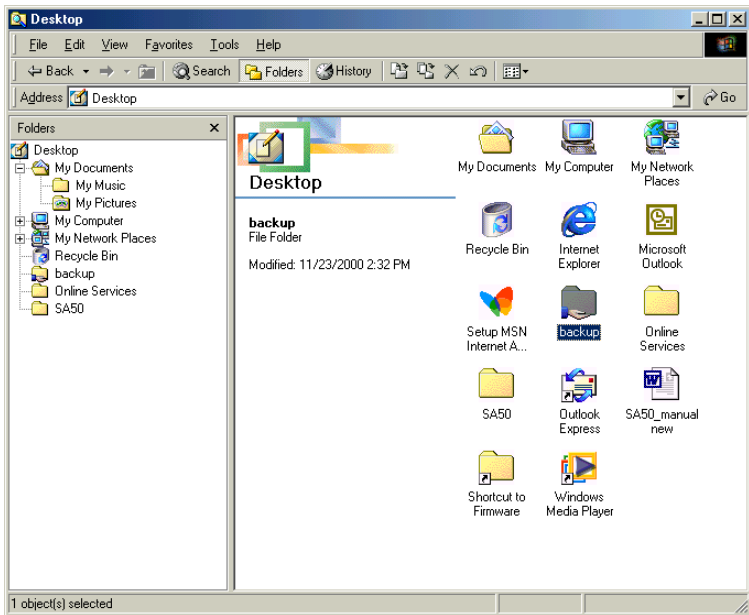 Desktop
File Edit View Favorites Tools Help
Back Search Folders History
Address Desktop Go
Folders
Desktop
My Documents
My Music
My Pictures
My Computer
My Network Places
Recycle Bin
backup
Online Services
SA50
Desktop
backup
File Folder
Modified: 11/23/2000 2:32 PM
My Documents My Computer My Network
Places
Recycle Bin Internet Microsoft
Explorer Outlook
Setup MSN backup Online
Internet A... Services
SA50 Outlook SA50_manual
Express new
Shortcut to Windows
Firmware Media Player
1 object(s) selected